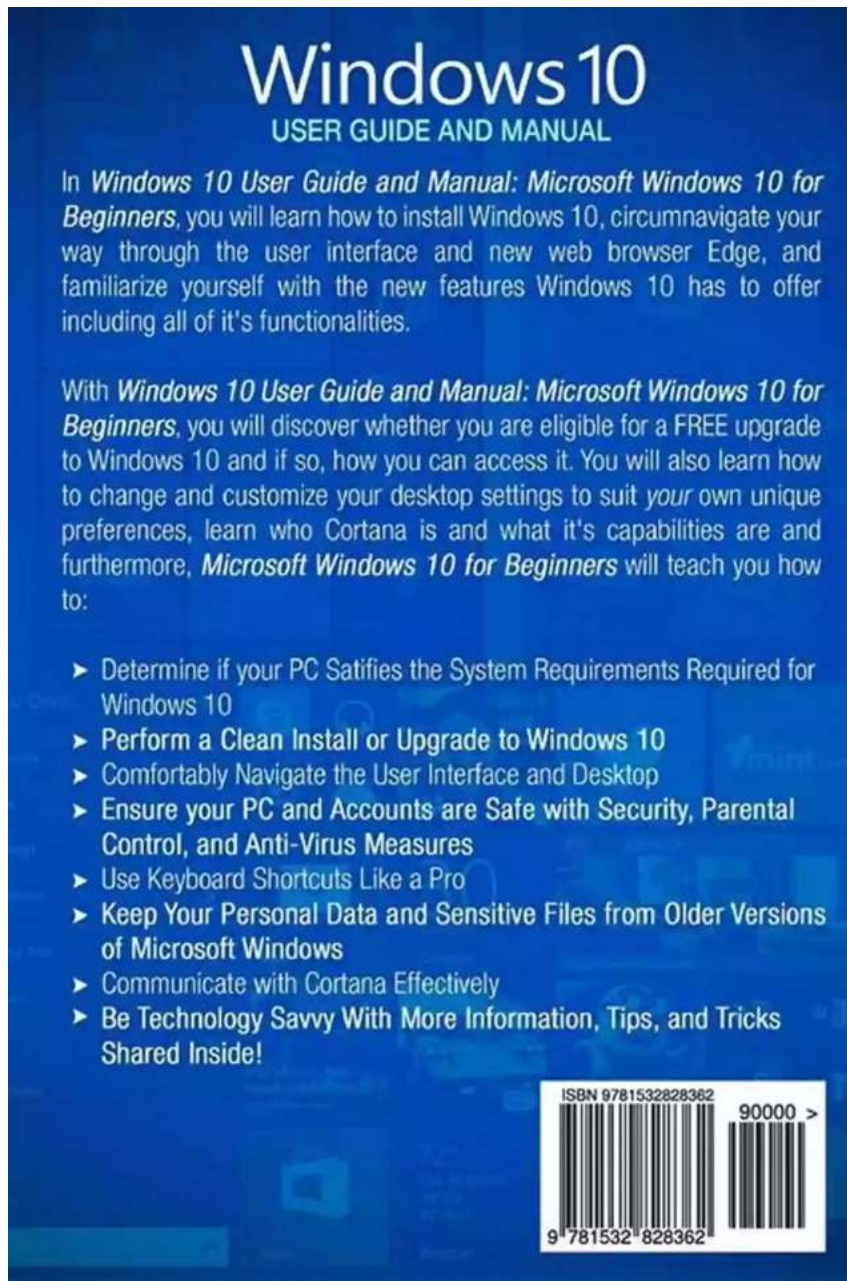 Windows 10
USER GUIDE AND MANUAL
In Windows 10 User Guide and Manual: Microsoft Windows 10 for
Beginners, you will learn how to install Windows 10, circumnavigate your
way through the user interface and new web browser Edge, and
familiarize yourself with the new features Windows 10 has to offer
including all of it's functionalities.
With Windows 10 User Guide and Manual: Microsoft Windows 10 for
Beginners, you will discover whether you are eligible for a FREE upgrade
to Windows 10 and if so, how you can access it. You will also learn how
to change and customize your desktop settings to suit your own unique
preferences, learn who Cortana is and what it's capabilities are and
furthermore, Microsoft Windows 10 for Beginners will teach you how
to:
➤ Determine if your PC Satifies the System Requirements Required for
Windows 10
➤ Perform a Clean Install or Upgrade to Windows 10
➤ Comfortably Navigate the User Interface and Desktop
➤ Ensure your PC and Accounts are Safe with Security, Parental
Control, and Anti-Virus Measures
➤ Use Keyboard Shortcuts Like a Pro
➤ Keep Your Personal Data and Sensitive Files from Older Versions
of Microsoft Windows
➤ Communicate with Cortana Effectively
➤ Be Technology Savvy With More Information, Tips, and Tricks
Shared Inside!
ISBN 9781532828362
90000 >
9 781532 828362